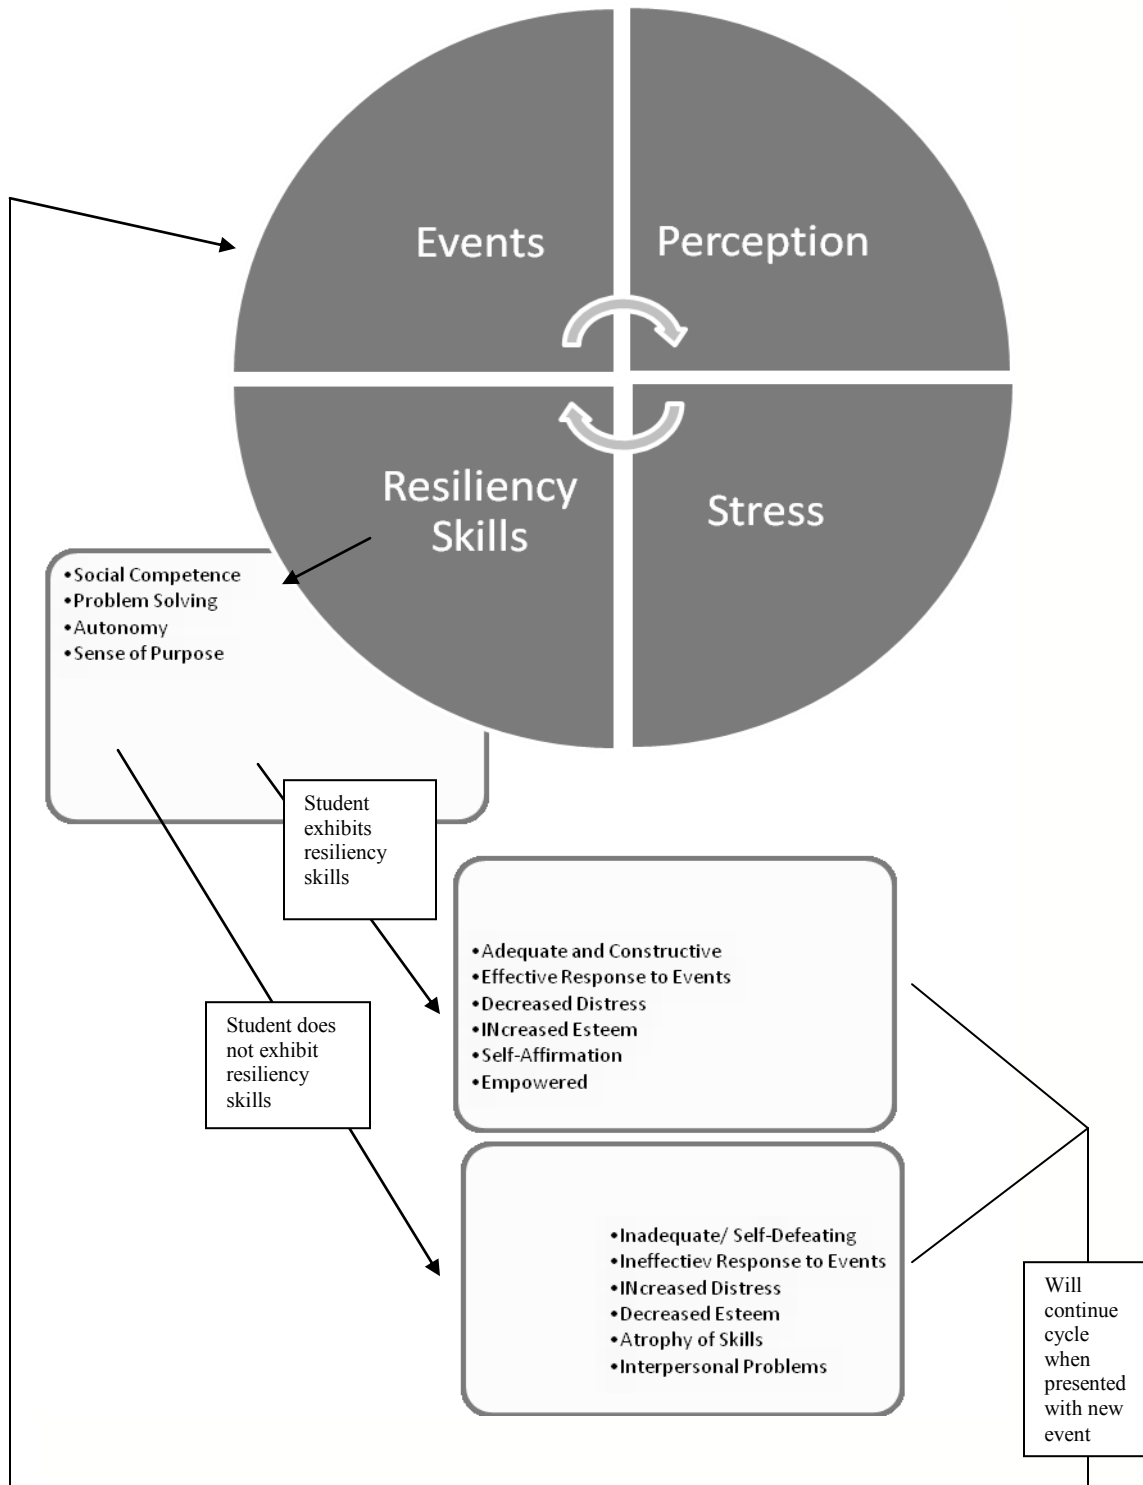 Events
Perception
Resiliency
Skills
Stress
•Social Competence
•Problem Solving
•Autonomy
•Sense of Purpose
Student
exhibits
resiliency
skills
•Adequate and Constructive
•Effective Response to Events
•Decreased Distress
•INcreased Esteem
•Self-Affirmation
•Empowered
Student does
not exhibit
resiliency
skills
•Inadequate/ Self-Defeating
•Ineffectiev Response to Events
•INcreased Distress
•Decreased Esteem
•Atrophy of Skills
•Interpersonal Problems
Will
continue
cycle
when
presented
with new
event